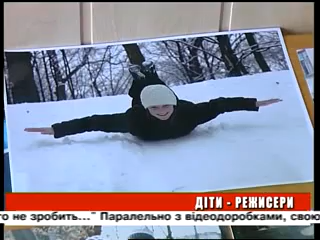 ДІТИ - РЕЖИСЕРИ
не зробить..." Паралельно з відеодоробками, свою